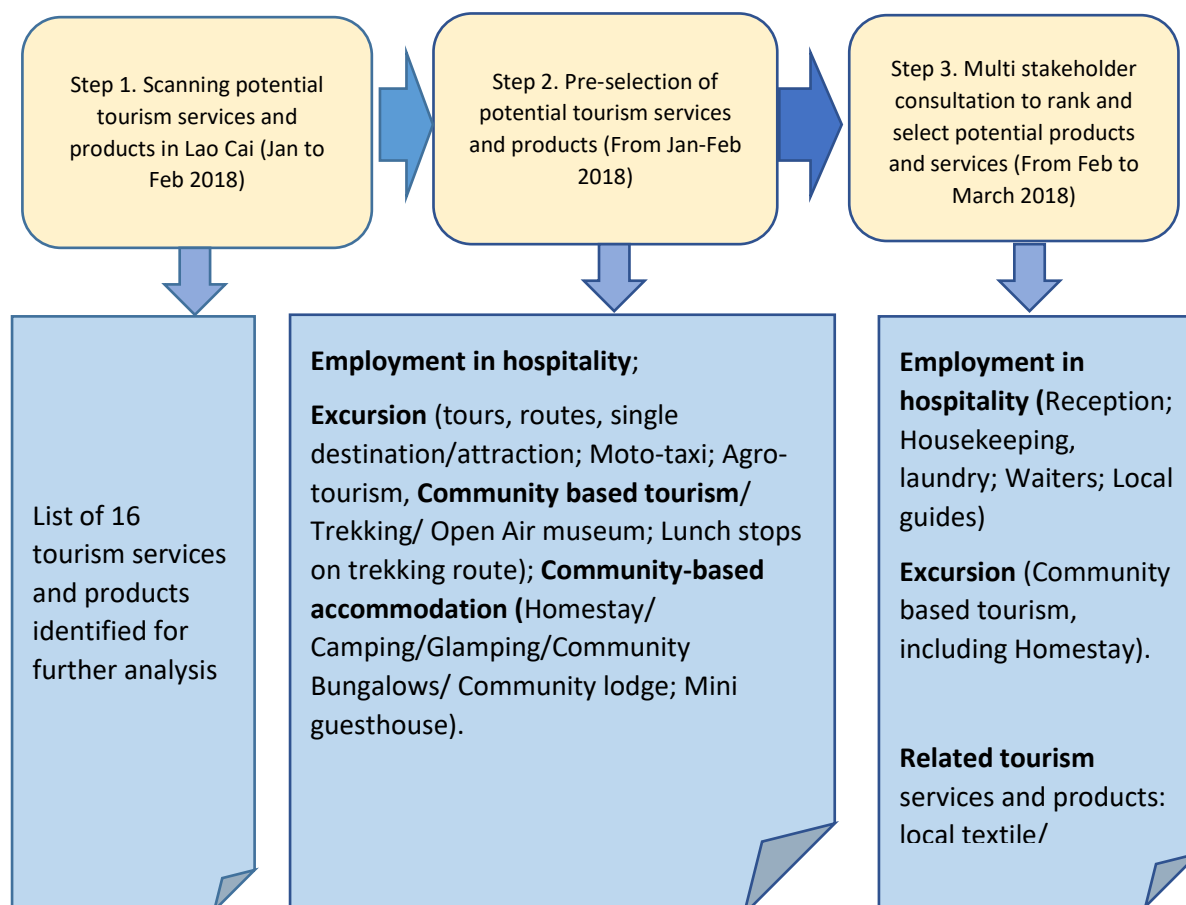 Step 1. Scanning potential
tourism services and
products in Lao Cai (Jan to
Feb 2018)
Step 2. Pre-selection of
potential tourism services
and products (From Jan-Feb
2018)
Step 3. Multi stakeholder
consultation to rank and
select potential products
and services (From Feb to
March 2018)
List of 16
tourism services
and products
identified for
further analysis
Employment in hospitality;
Excursion (tours, routes, single
destination/attraction; Moto-taxi; Agro-
tourism, Community based tourism/
Trekking/ Open Air museum; Lunch stops
on trekking route); Community-based
accommodation (Homestay/
Camping/Glamping/Community
Bungalows/ Community lodge; Mini
guesthouse).
Employment in
hospitality (Reception;
Housekeeping,
laundry; Waiters; Local
guides)
Excursion (Community
based tourism,
including Homestay).
Related tourism
services and products:
local textile/